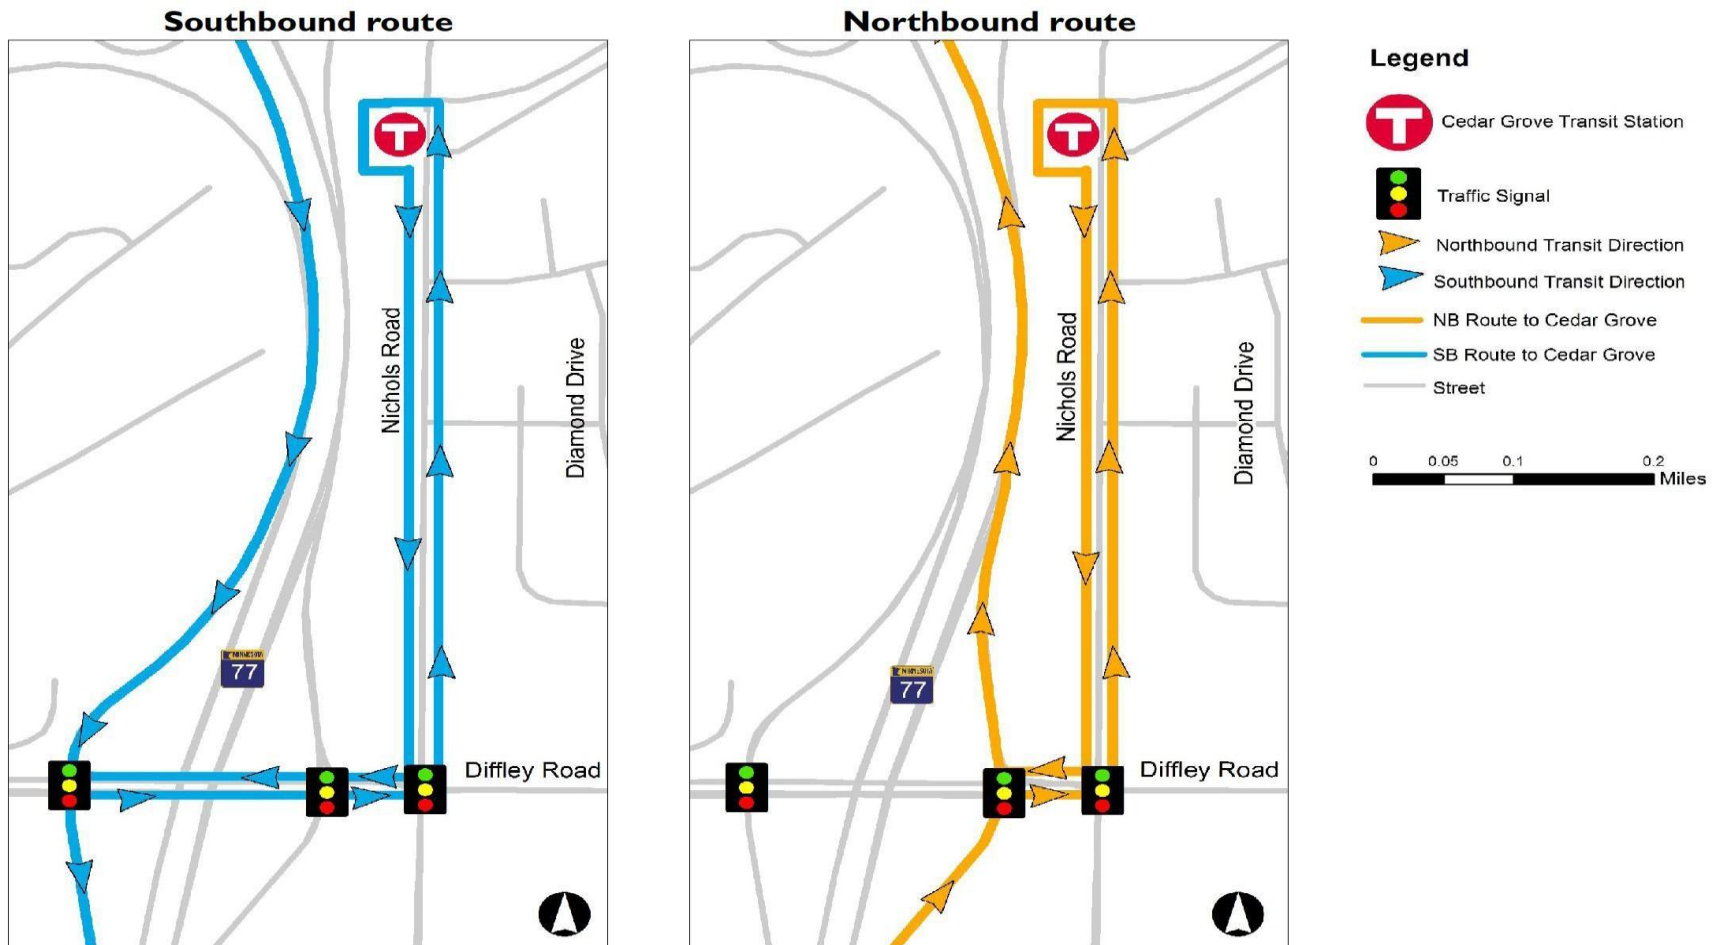 Southbound route
Nichols Road
Diamond Drive
MINNESOTA
77
Diffley Road
Northbound route
Nichols Road
Diamond Drive
MINNESOTA
77
Diffley Road
Legend
T Cedar Grove Transit Station
Traffic Signal
Northbound Transit Direction
Southbound Transit Direction
NB Route to Cedar Grove
SB Route to Cedar Grove
Street
0 0.05 0.1 0.2
Miles
T
T